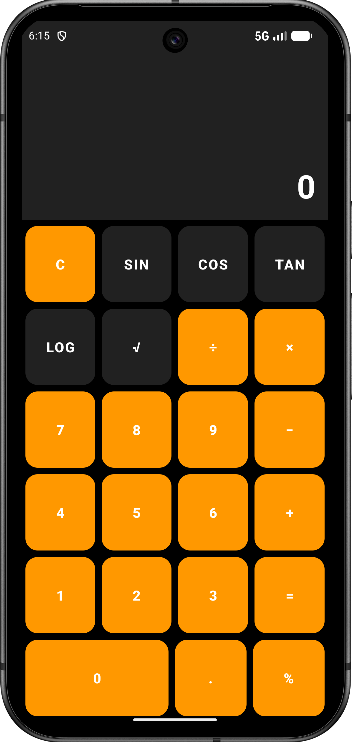 6:15 5G
0
C SIN COS TAN
LOG √ ÷ ×
7 8 9 −
4 5 6 +
1 2 3 =
0 . %